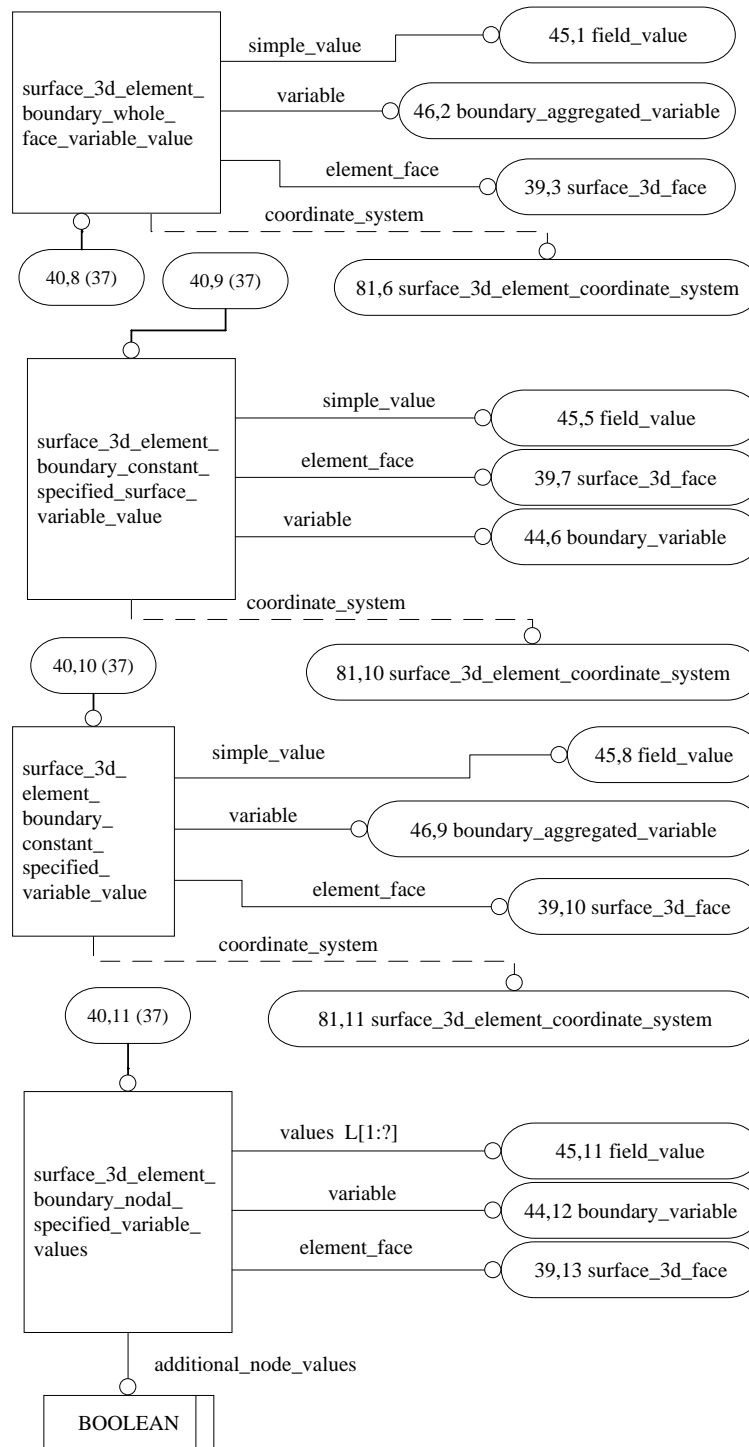 simple_value
45,1 field_value
surface_3d_element_
boundary_whole_
face_variable_value
variable
46,2 boundary_aggregated_variable
element_face
39,3 surface_3d_face
coordinate_system
40,8 (37)
40,9 (37)
81,6 surface_3d_element_coordinate_system
surface_3d_element_
boundary_constant_
specified_surface_
variable_value
simple_value
45,5 field_value
element_face
39,7 surface_3d_face
variable
44,6 boundary_variable
coordinate_system
40,10 (37)
81,10 surface_3d_element_coordinate_system
surface_3d_
element_
boundary_
constant_
specified_
variable_value
simple_value
45,8 field_value
variable
46,9 boundary_aggregated_variable
element_face
39,10 surface_3d_face
coordinate_system
40,11 (37)
81,11 surface_3d_element_coordinate_system
surface_3d_element_
boundary_nodal_
specified_variable_
values
values L[1:?]
45,11 field_value
variable
44,12 boundary_variable
element_face
39,13 surface_3d_face
additional_node_values
BOOLEAN